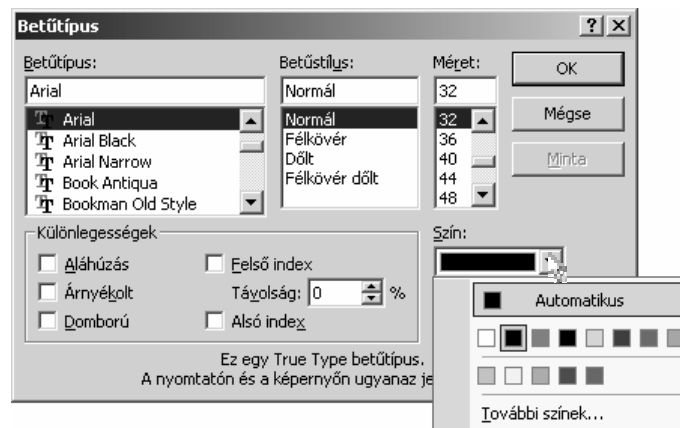 Betűtípus
Betűtípus:
Betűstílus:
Méret:
Arial
Normál
32
OK
Mégse
Minta
Arial
Arial Black
Arial Narrow
Book Antiqua
Bookman Old Style
Normál
Félkövér
Dőlt
Félkövér dőlt
32
36
40
44
48
Különlegességek
Aláhúzás
Árnyékolt
Domború
Felső index
Távolság: 0 %
Alsó index
Szín:
Automatikus
További színek...
Ez egy True Type betűtípus.
A nyomtatón és a képernyőn ugyanaz je